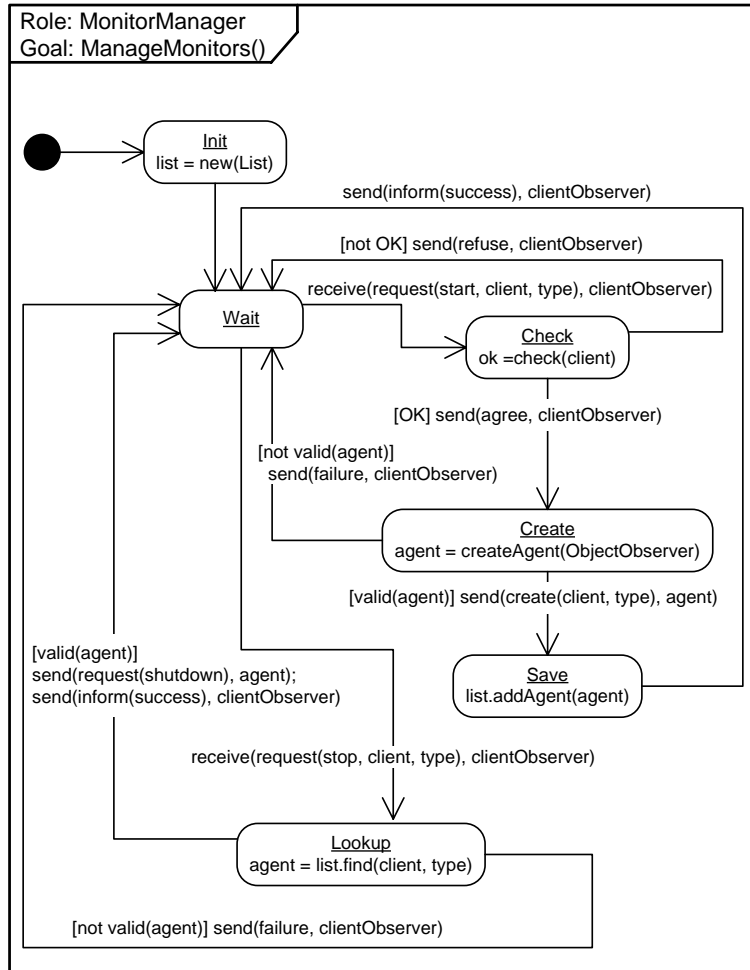 Role: MonitorManager
Goal: ManageMonitors()
Init
list = new(List)
send(inform(success), clientObserver)
[not OK] send(refuse, clientObserver)
receive(request(start, client, type), clientObserver)
Wait
Check
ok =check(client)
[OK] send(agree, clientObserver)
[not valid(agent)]
send(failure, clientObserver)
Create
agent = createAgent(ObjectObserver)
[valid(agent)] send(create(client, type), agent)
[valid(agent)]
send(request(shutdown), agent);
send(inform(success), clientObserver)
Save
list.addAgent(agent)
receive(request(stop, client, type), clientObserver)
Lookup
agent = list.find(client, type)
[not valid(agent)] send(failure, clientObserver)